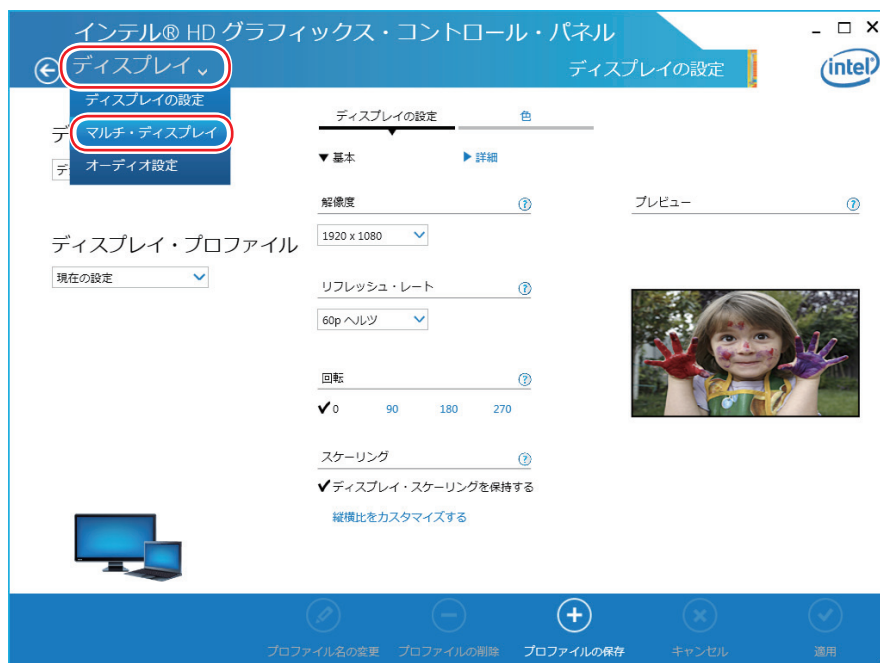 インテル® HD グラフィックス・コントロール・パネル
ディスプレイ
ディスプレイの設定
intel®
ディスプレイの設定
マルチ・ディスプレイ
オーディオ設定
デ
デ
ディスプレイ・プロファイル
現在の設定
ディスプレイの設定
色
▼ 基本
▶ 詳細
解像度
?
1920 x 1080
リフレッシュ・レート
?
60p ヘルツ
回転
?
✔0 90 180 270
スケーリング
?
✔ディスプレイ・スケーリングを保持する
縦横比をカスタマイズする
プレビュー
?
プロファイル名の変更
プロファイルの削除
プロファイルの保存
キャンセル
適用